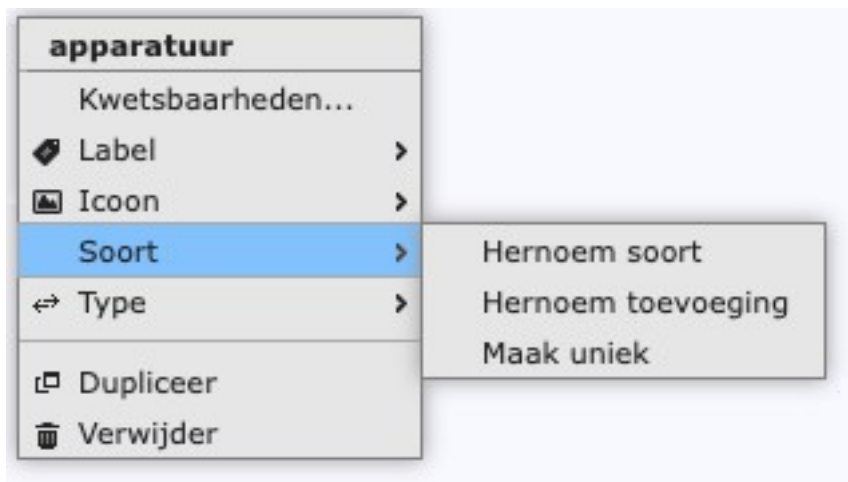 apparatuur
Kwetsbaarheden...
Label
Icoon
Soort
Type
Dupliceer
Verwijder
Hernoem soort
Hernoem toevoeging
Maak uniek